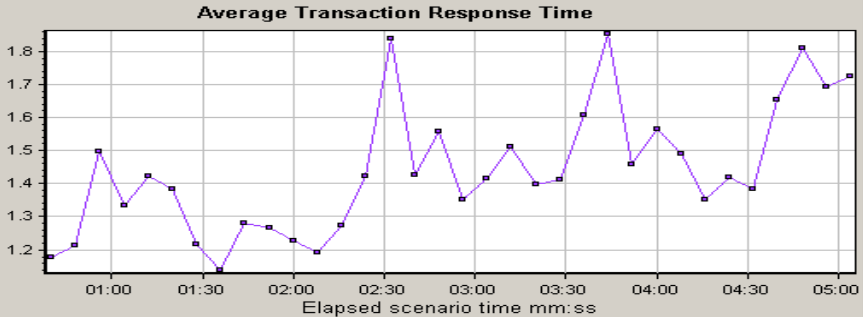 Average Transaction Response Time
1.8
1.7
1.6
1.5
1.4
1.3
1.2
01:00 01:30 02:00 02:30 03:00 03:30 04:00 04:30 05:00
Elapsed scenario time mm:ss